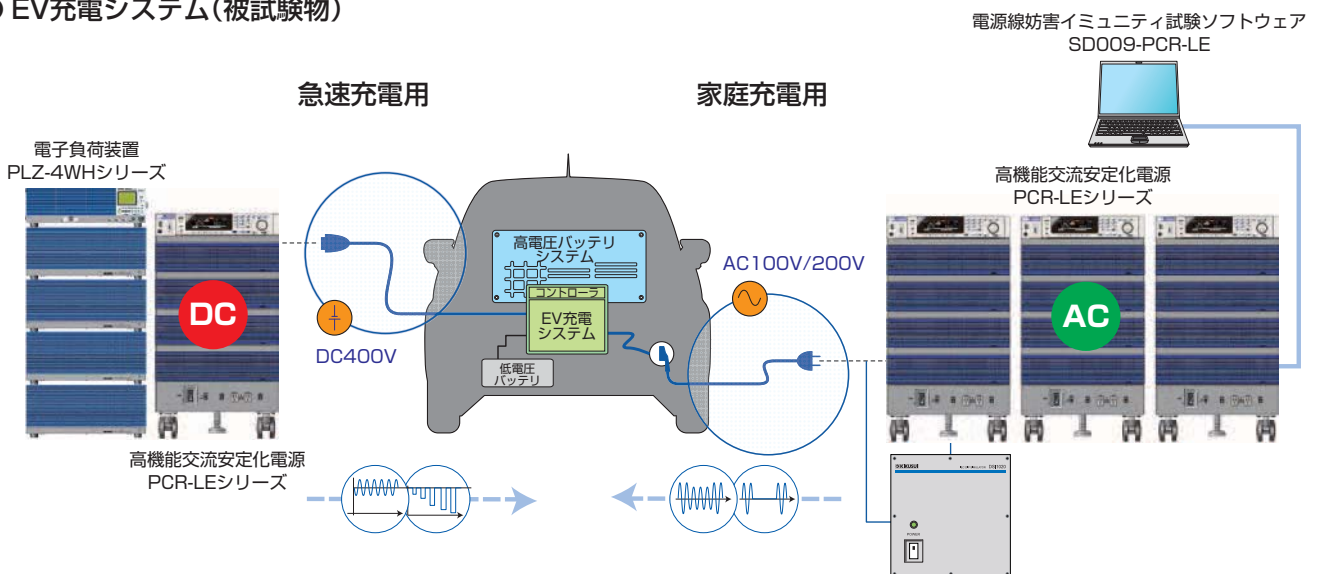 EV充電システム(被試験物)
電源線妨害イミュニティ試験ソフトウェア
SD009-PCR-LE
急速充電用
家庭充電用
電子負荷装置
PLZ-4WHシリーズ
高機能交流安定化電源
PCR-LEシリーズ
高電圧バッテリ
システム
AC100V/200V
コントローラ
EV充電
システム
DC
AC
DC400V
低電圧
バッテリ
高機能交流安定化電源
PCR-LEシリーズ
KIKUSUI
DSI1020
POWER